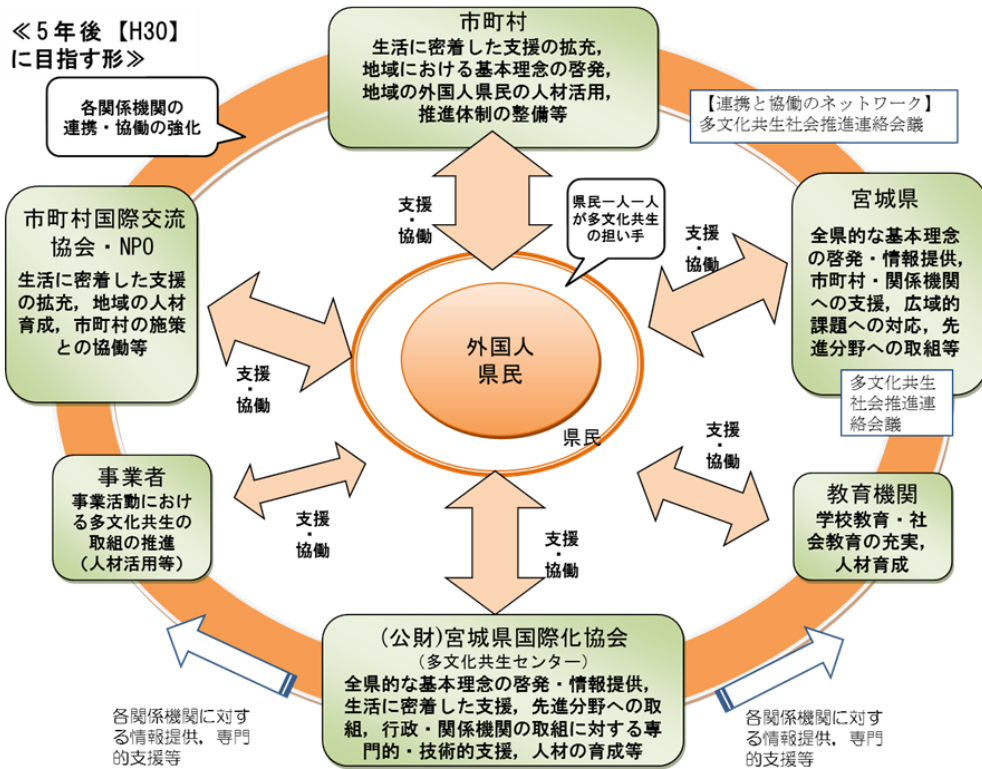 ≪5年後【H30】
に目指す形≫
各関係機関の
連携・協働の強化
市町村
生活に密着した支援の拡充，
地域における基本理念の啓発，
地域の外国人県民の人材活用，
推進体制の整備等
【連携と協働のネットワーク】
多文化共生社会推進連絡会議
市町村国際交流
協会・NPO
生活に密着した支援
の拡充，地域の人材
育成，市町村の施策
との協働等
支援
・
協働
県民一人一人
が多文化共生
の担い手
支援
・
協働
宮城県
全県的な基本理念
の啓発・情報提供，
市町村・関係機関
への支援，広域的
課題への対応，先
進分野への取組等
多文化共生
社会推進連
絡会議
外国人
県民
県民
支援
・
協働
支援
・
協働
事業者
事業活動におけ
る多文化共生の
取組の推進
（人材活用等）
支援
・
協働
支援
・
協働
教育機関
学校教育・社
会教育の充実，
人材育成
(公財)宮城県国際化協会
（多文化共生センター）
全県的な基本理念の啓発・情報提供，
生活に密着した支援，先進分野への取
組，行政・関係機関の取組に対する専
門的・技術的支援，人材の育成等
各関係機関に対す
る情報提供，専門
的支援等
各関係機関に対す
る情報提供，専門
的支援等